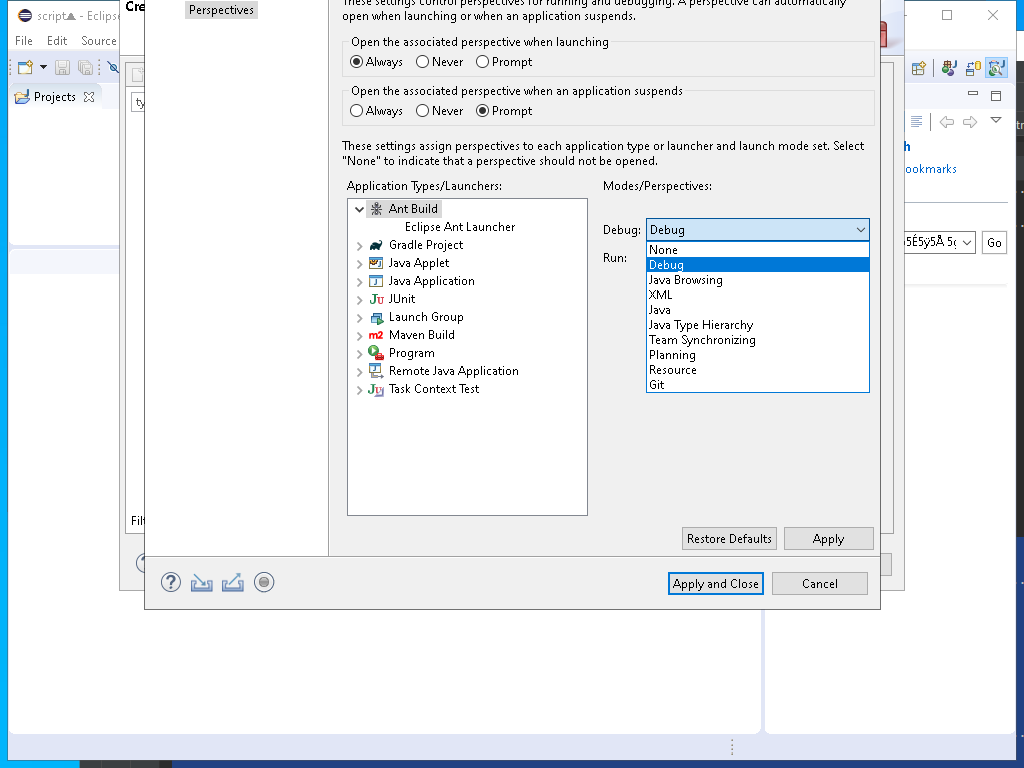 script - Eclipse
File Edit Source
Projects
Cre
Perspectives
These settings control perspectives for running and debugging. A perspective can automatically
open when launching or when an application suspends.
Open the associated perspective when launching
Always Never Prompt
Open the associated perspective when an application suspends
Always Never Prompt
These settings assign perspectives to each application type or launcher and launch mode set. Select
"None" to indicate that a perspective should not be opened.
Application Types/Launchers:
Modes/Perspectives:
Ant Build
Eclipse Ant Launcher
Gradle Project
Java Applet
Java Application
JUnit
Launch Group
Maven Build
Program
Remote Java Application
Task Context Test
Debug: Debug
Run:
None
Debug
Java Browsing
XML
Java
Java Type Hierarchy
Team Synchronizing
Planning
Resource
Git
Restore Defaults Apply
Apply and Close Cancel
ty
Filt
h
ookmarks
Go